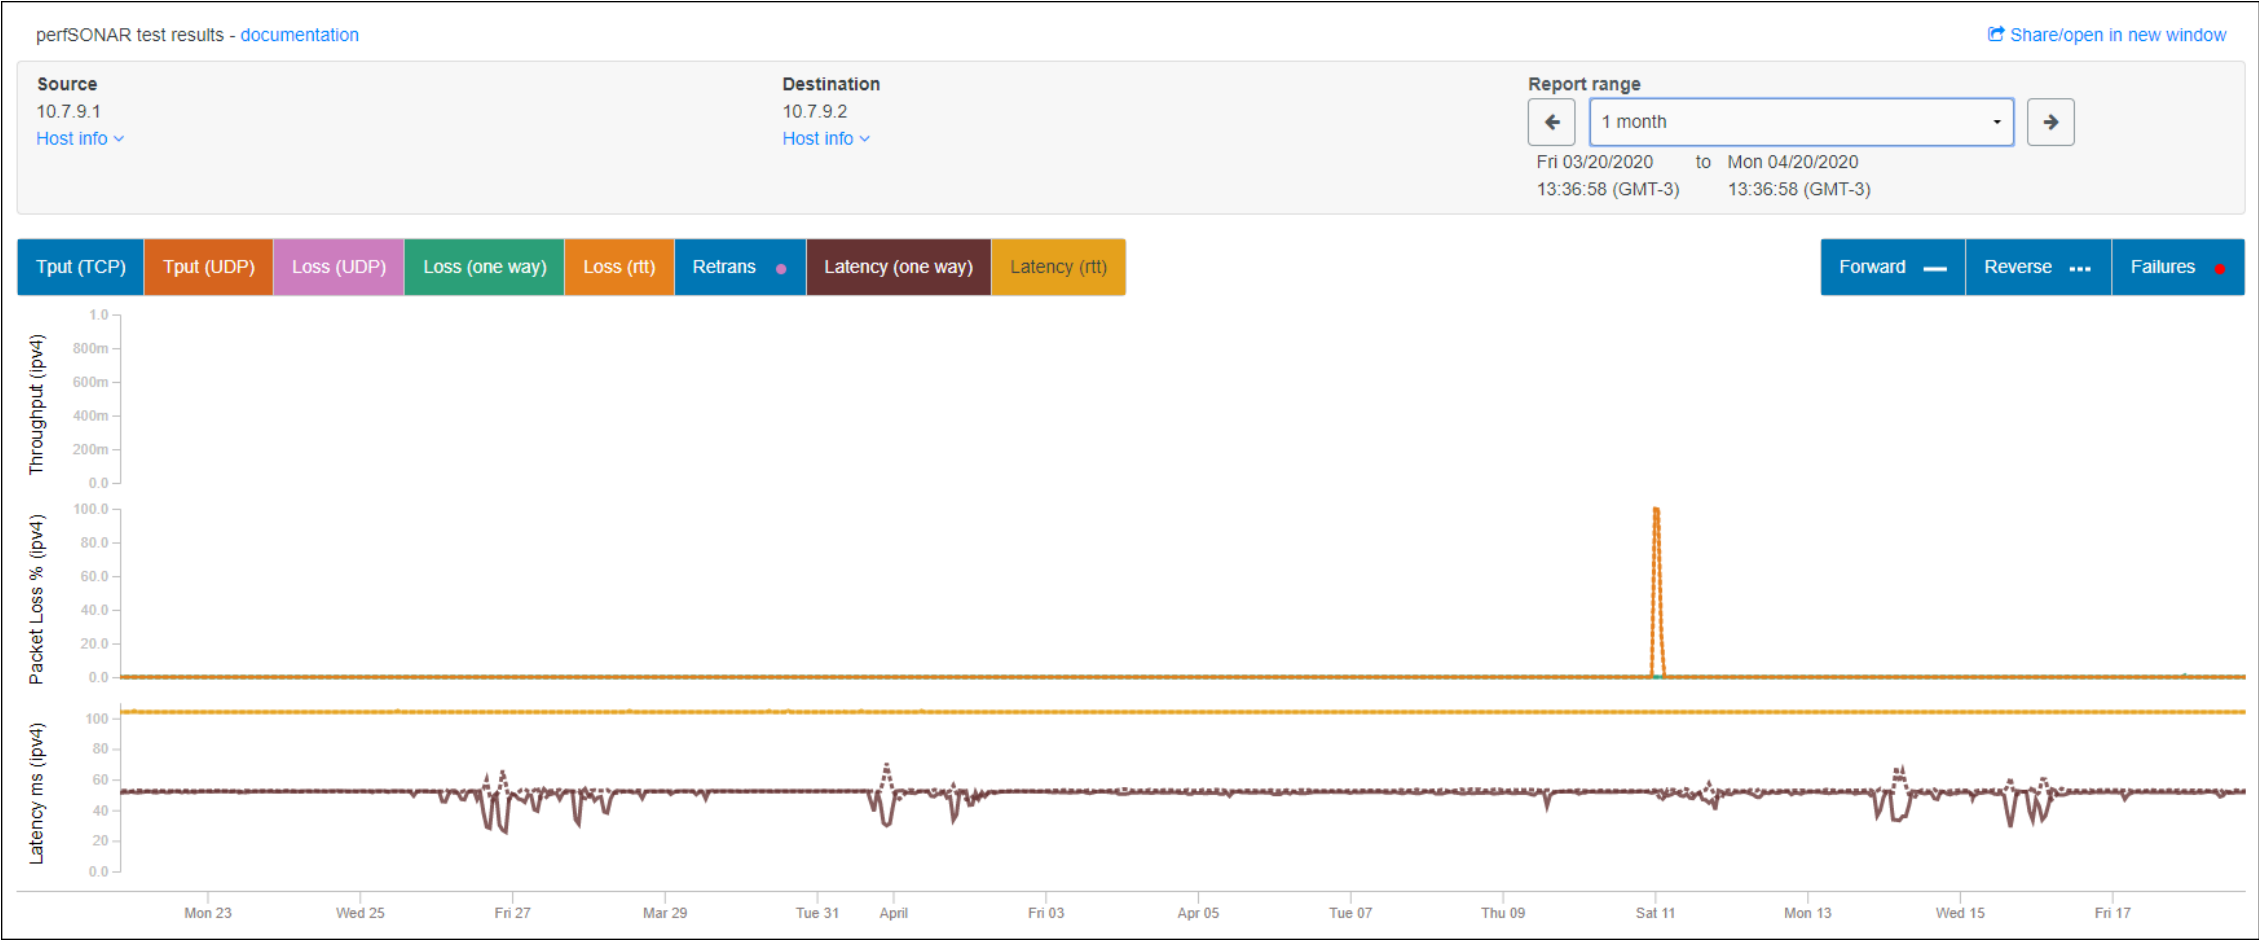 perfSONAR test results - documentation
Share/open in new window
Source
10.7.9.1
Host info
Destination
10.7.9.2
Host info
Report range
1 month
Fri 03/20/2020 to Mon 04/20/2020
13:36:58 (GMT-3) 13:36:58 (GMT-3)
Tput (TCP) Tput (UDP) Loss (UDP) Loss (one way) Loss (rtt) Retrans Latency (one way) Latency (rtt)
Forward Reverse Failures
Throughput (ipv4)
1.0
800m
600m
400m
200m
0.0
Packet Loss % (ipv4)
100.0
80.0
60.0
40.0
20.0
0.0
Latency ms (ipv4)
100
80
60
40
20
0.0
Mon 23 Wed 25 Fri 27 Mar 29 Tue 31 April Fri 03 Apr 05 Tue 07 Thu 09 Sat 11 Mon 13 Wed 15 Fri 17